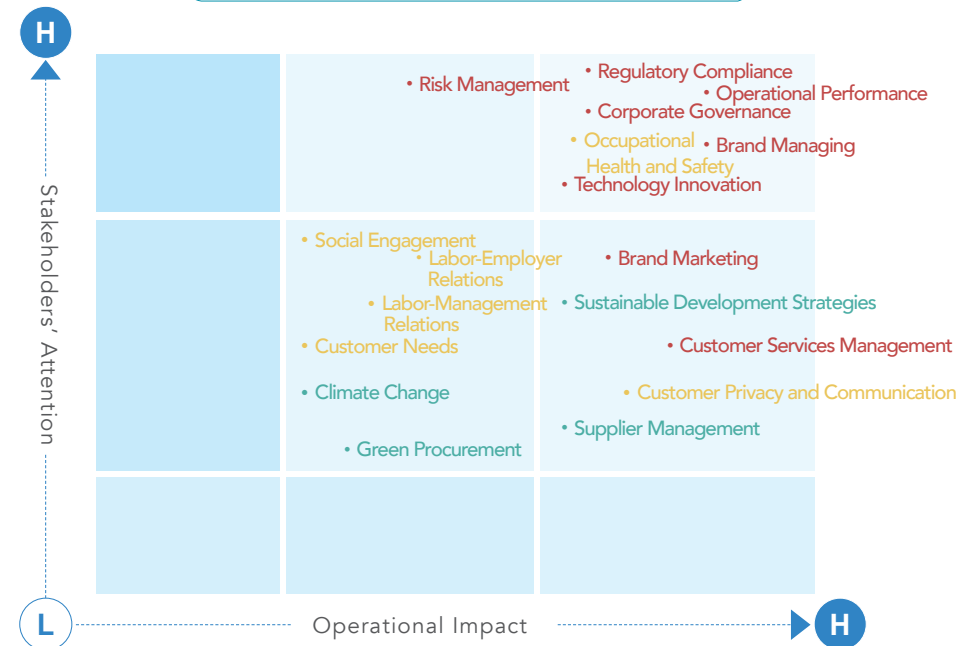 H
Risk Management
Regulatory Compliance
Operational Performance
Corporate Governance
Occupational
Health and Safety
Brand Managing
Technology Innovation
Stakeholders' Attention
Social Engagement
Labor-Employer
Relations
Labor-Management
Relations
Customer Needs
Climate Change
Green Procurement
Brand Marketing
Sustainable Development Strategies
Customer Services Management
Customer Privacy and Communication
Supplier Management
L
Operational Impact
H